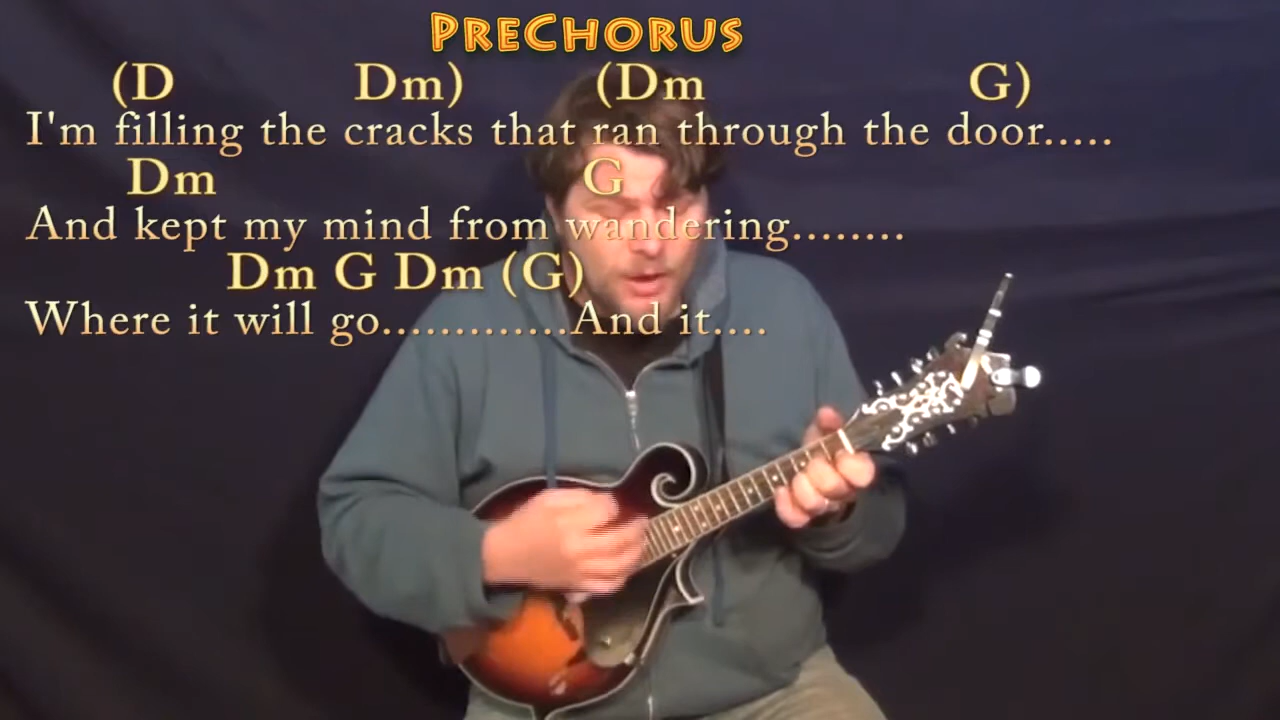 PreChorus
(D Dm) (Dm G)
I'm filling the cracks that ran through the door.....
Dm G
And kept my mind from wandering........
Dm G Dm (G)
Where it will go.............And it....